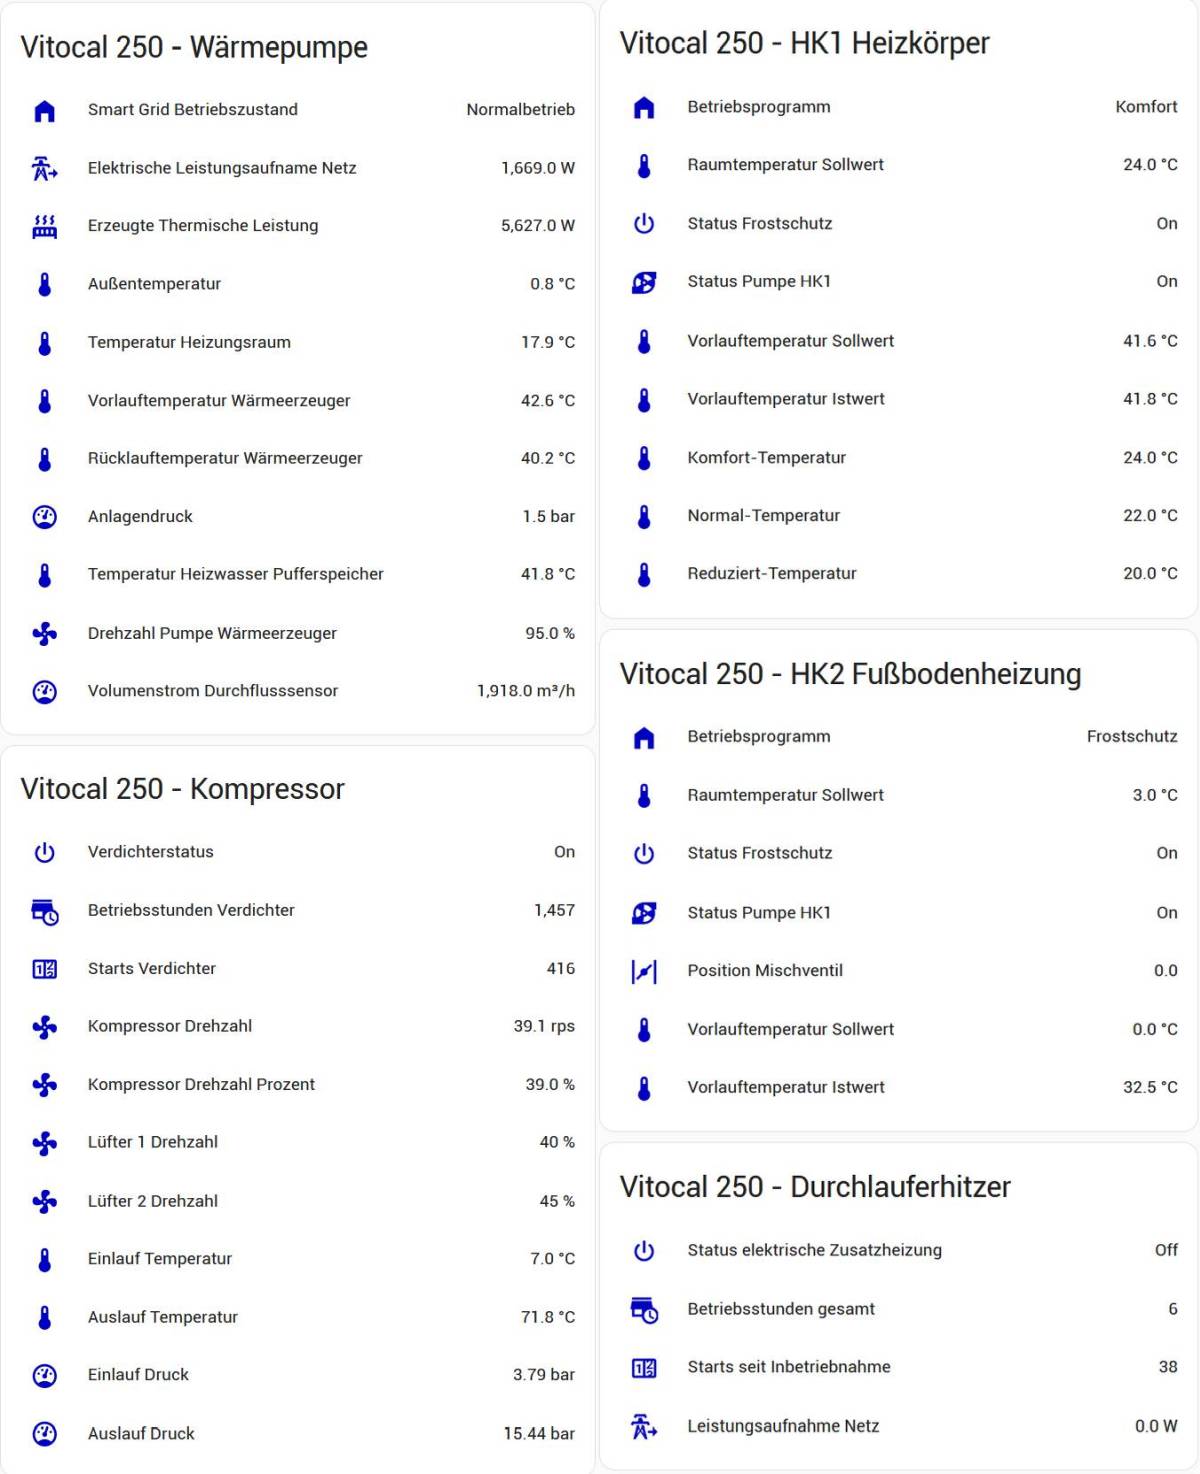 Vitocal 250 - Wärmepumpe
Smart Grid Betriebszustand Normalbetrieb
Elektrische Leistungsaufname Netz 1,669.0 W
Erzeugte Thermische Leistung 5,627.0 W
Außentemperatur 0.8 °C
Temperatur Heizungsraum 17.9 °C
Vorlauftemperatur Wärmeerzeuger 42.6 °C
Rücklauftemperatur Wärmeerzeuger 40.2 °C
Anlagendruck 1.5 bar
Temperatur Heizwasser Pufferspeicher 41.8 °C
Drehzahl Pumpe Wärmeerzeuger 95.0 %
Volumenstrom Durchflusssensor 1,918.0 m³/h
Vitocal 250 - Kompressor
Verdichterstatus On
Betriebsstunden Verdichter 1,457
Starts Verdichter 416
Kompressor Drehzahl 39.1 rps
Kompressor Drehzahl Prozent 39.0 %
Lüfter 1 Drehzahl 40 %
Lüfter 2 Drehzahl 45 %
Einlauf Temperatur 7.0 °C
Auslauf Temperatur 71.8 °C
Einlauf Druck 3.79 bar
Auslauf Druck 15.44 bar
Vitocal 250 - HK1 Heizkörper
Betriebsprogramm Komfort
Raumtemperatur Sollwert 24.0 °C
Status Frostschutz On
Status Pumpe HK1 On
Vorlauftemperatur Sollwert 41.6 °C
Vorlauftemperatur Istwert 41.8 °C
Komfort-Temperatur 24.0 °C
Normal-Temperatur 22.0 °C
Reduziert-Temperatur 20.0 °C
Vitocal 250 - HK2 Fußbodenheizung
Betriebsprogramm Frostschutz
Raumtemperatur Sollwert 3.0 °C
Status Frostschutz On
Status Pumpe HK1 On
Position Mischventil 0.0
Vorlauftemperatur Sollwert 0.0 °C
Vorlauftemperatur Istwert 32.5 °C
Vitocal 250 - Durchlauferhitzer
Status elektrische Zusatzheizung Off
Betriebsstunden gesamt 6
Starts seit Inbetriebnahme 38
Leistungsaufnahme Netz 0.0 W